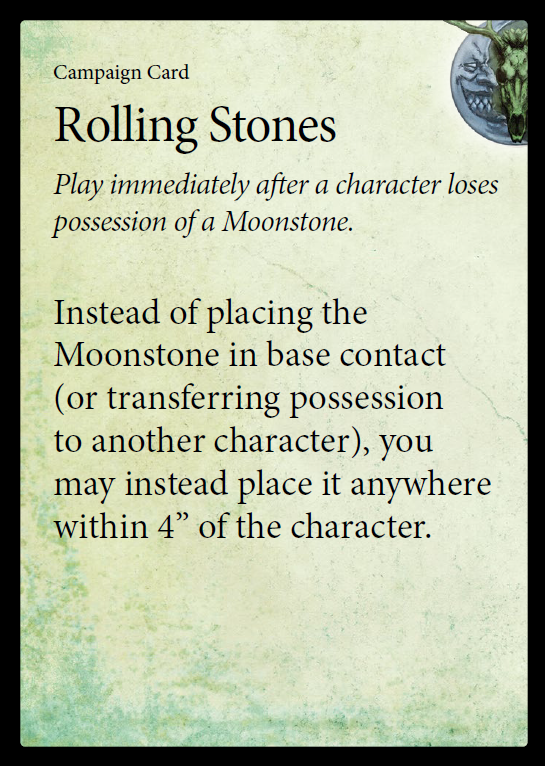 Campaign Card
Rolling Stones
Play immediately after a character loses
possession of a Moonstone.
Instead of placing the
Moonstone in base contact
(or transferring possession
to another character), you
may instead place it anywhere
within 4” of the character.